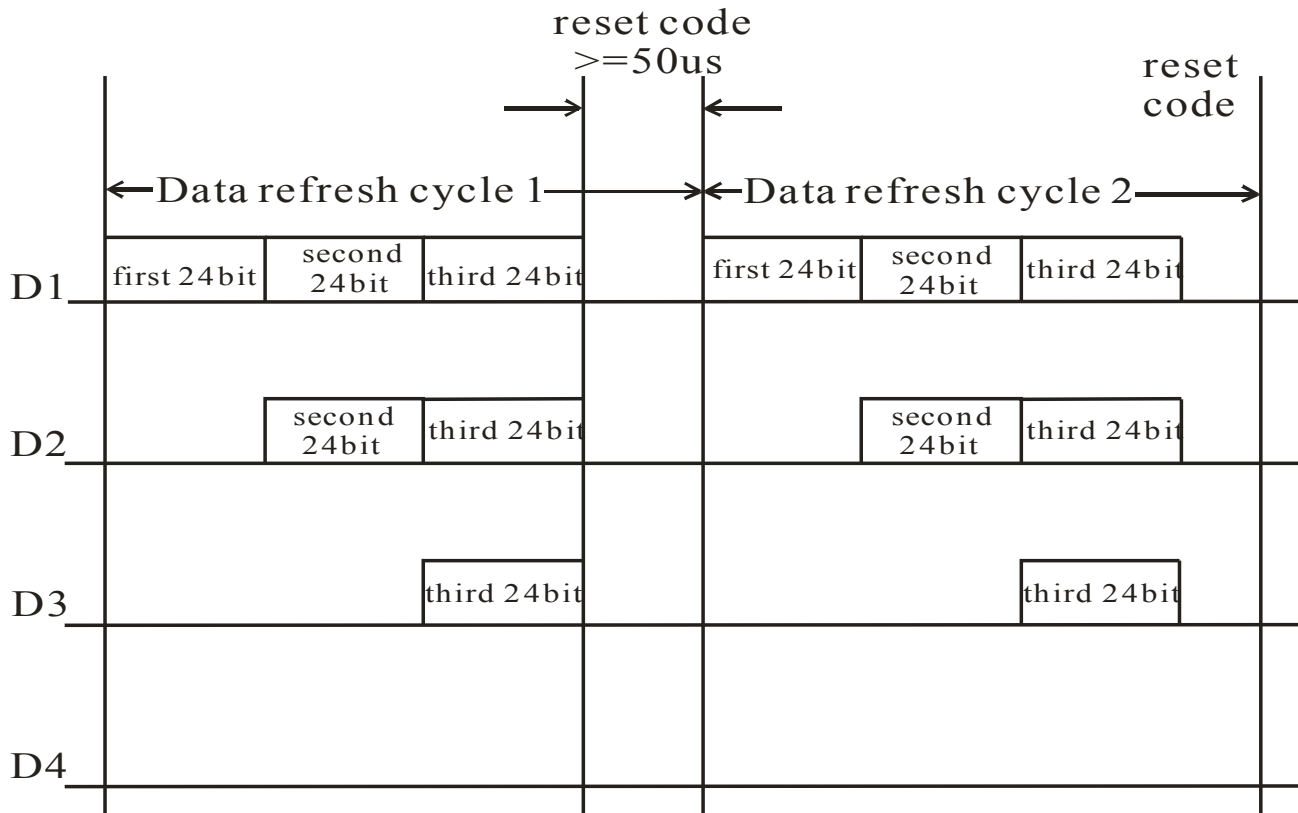 reset code
>=50us
reset
code
Data refresh cycle 1
Data refresh cycle 2
D1
first 24bit
second
24bit
third 24bit
first 24bit
second
24bit
third 24bit
D2
second
24bit
third 24bit
second
24bit
third 24bit
D3
third 24bit
third 24bit
D4